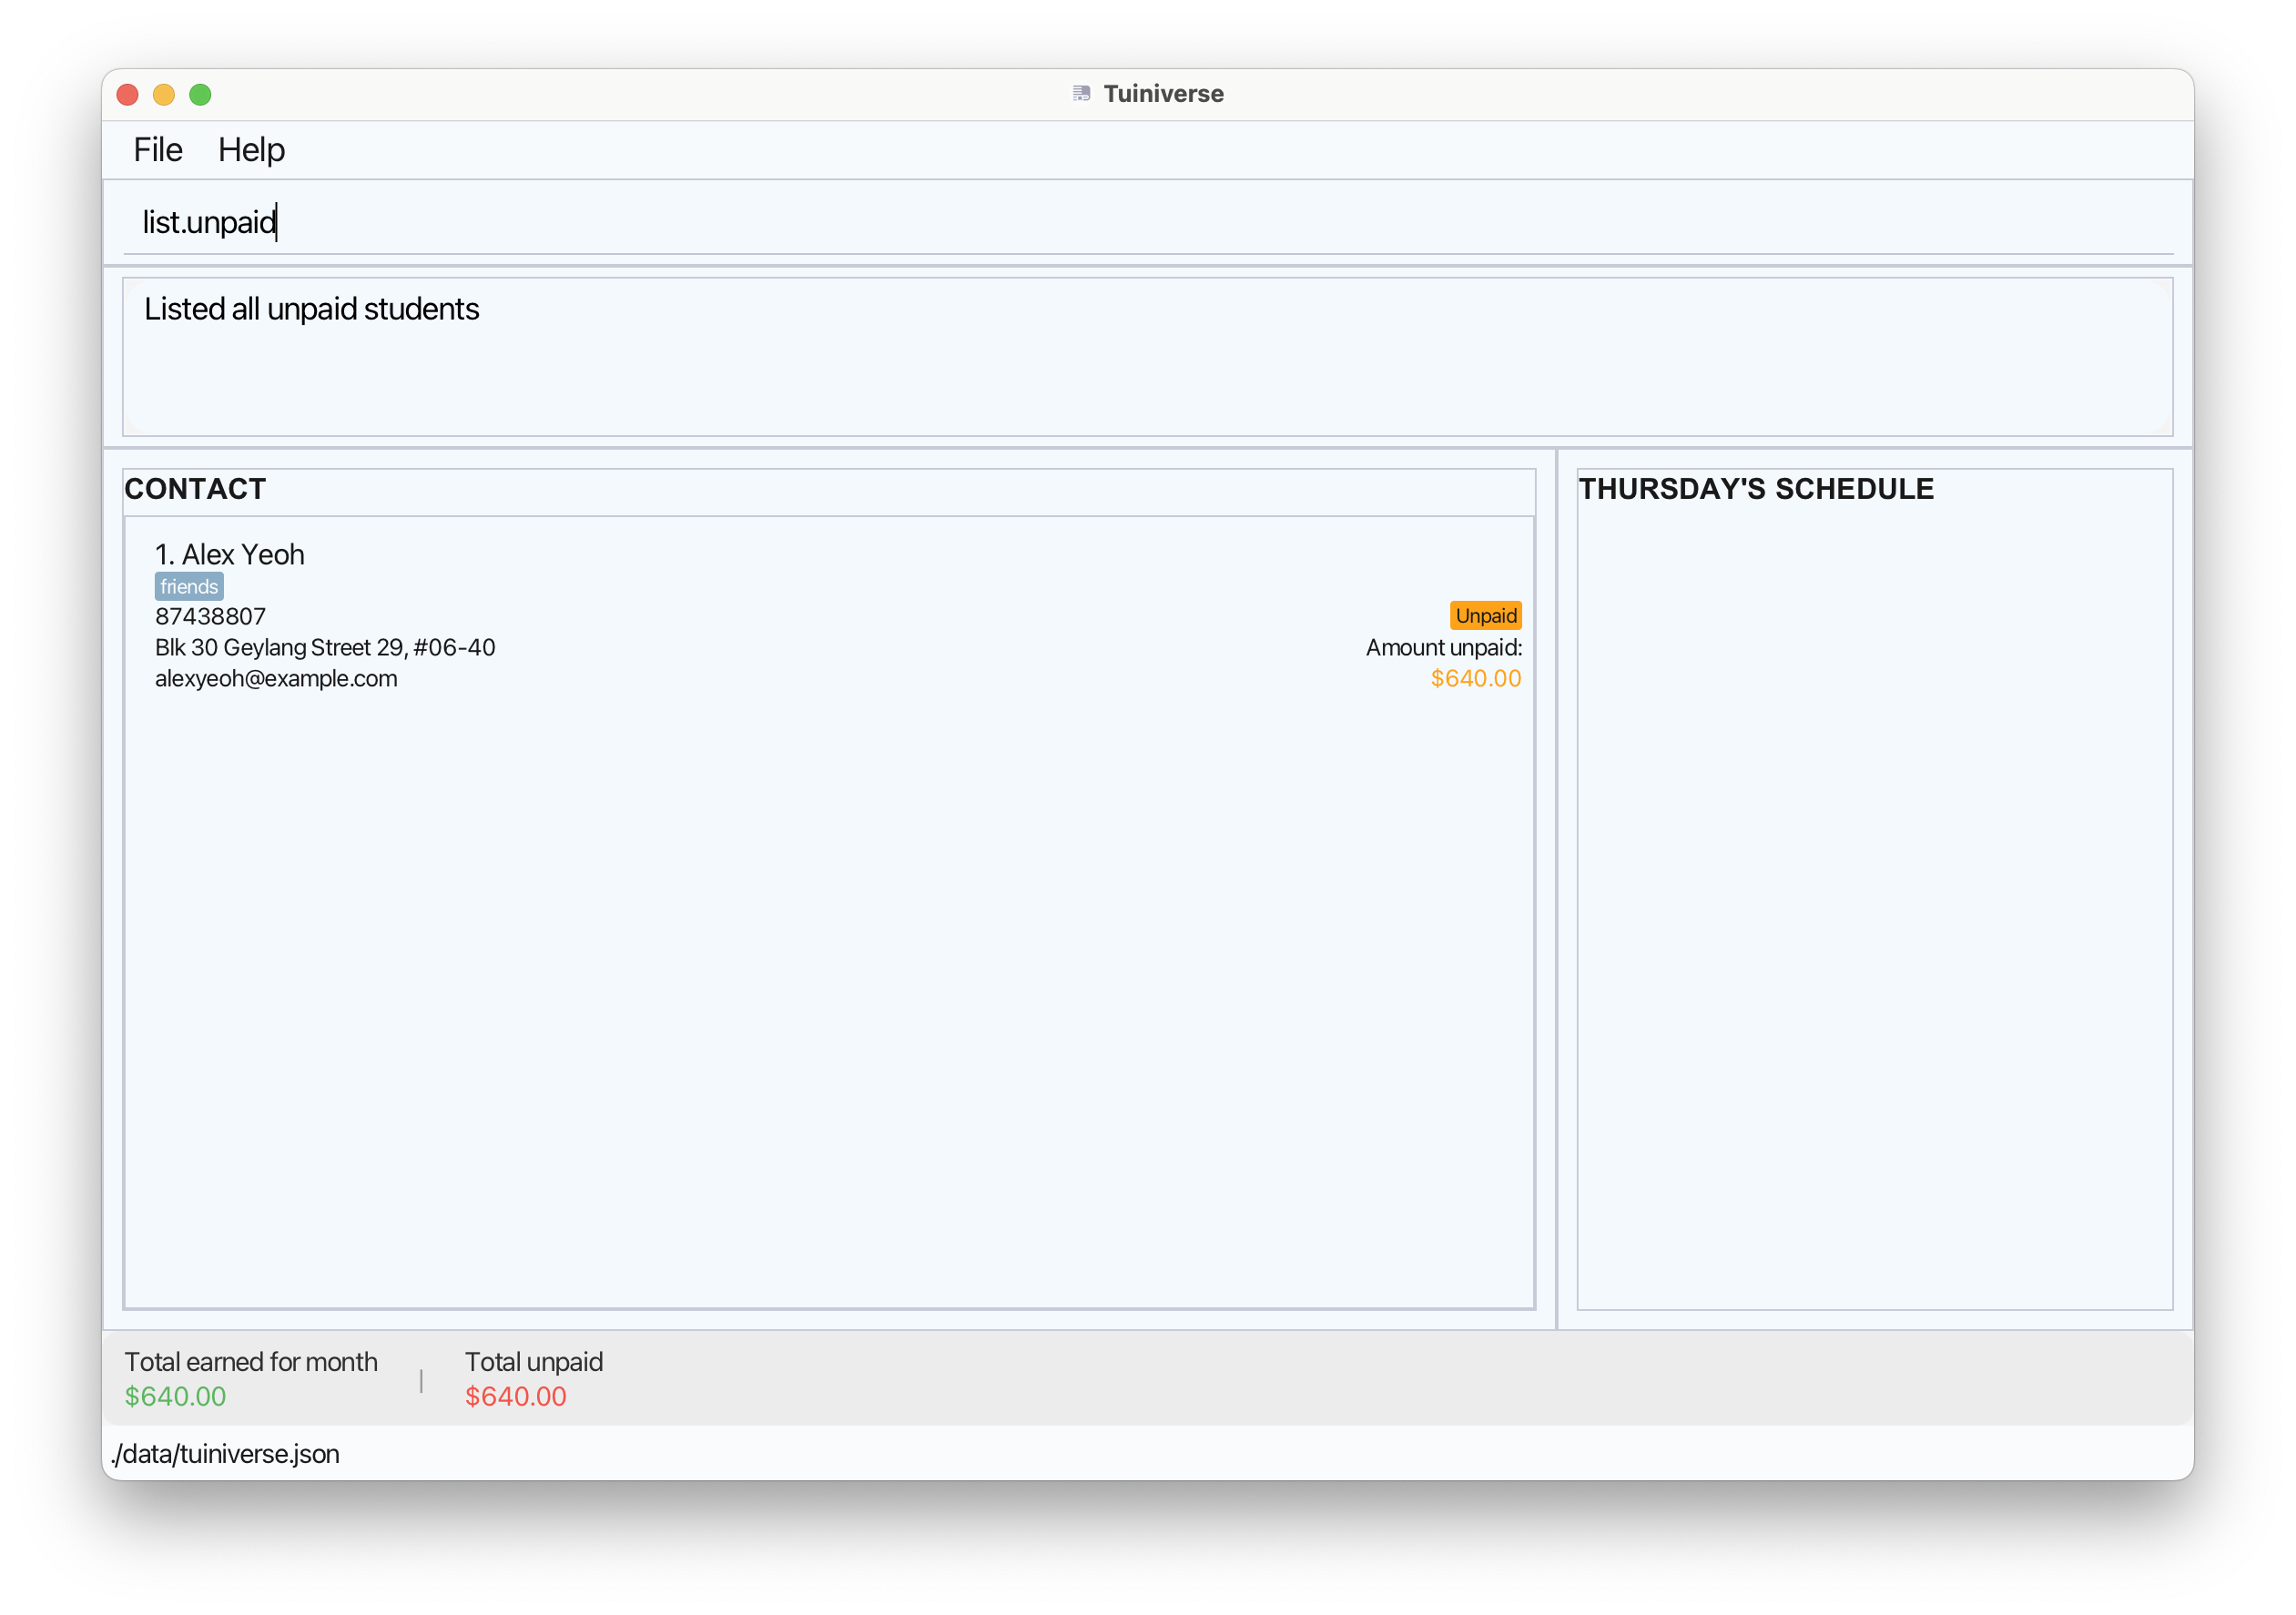 Tuiniverse
File Help
list.unpaid
Listed all unpaid students
CONTACT
1. Alex Yeoh
friends
87438807
Blk 30 Geylang Street 29, #06-40
alexyeoh@example.com
Unpaid
Amount unpaid:
$640.00
THURSDAY'S SCHEDULE
Total earned for month
$640.00
|
Total unpaid
$640.00
./data/tuiniverse.json